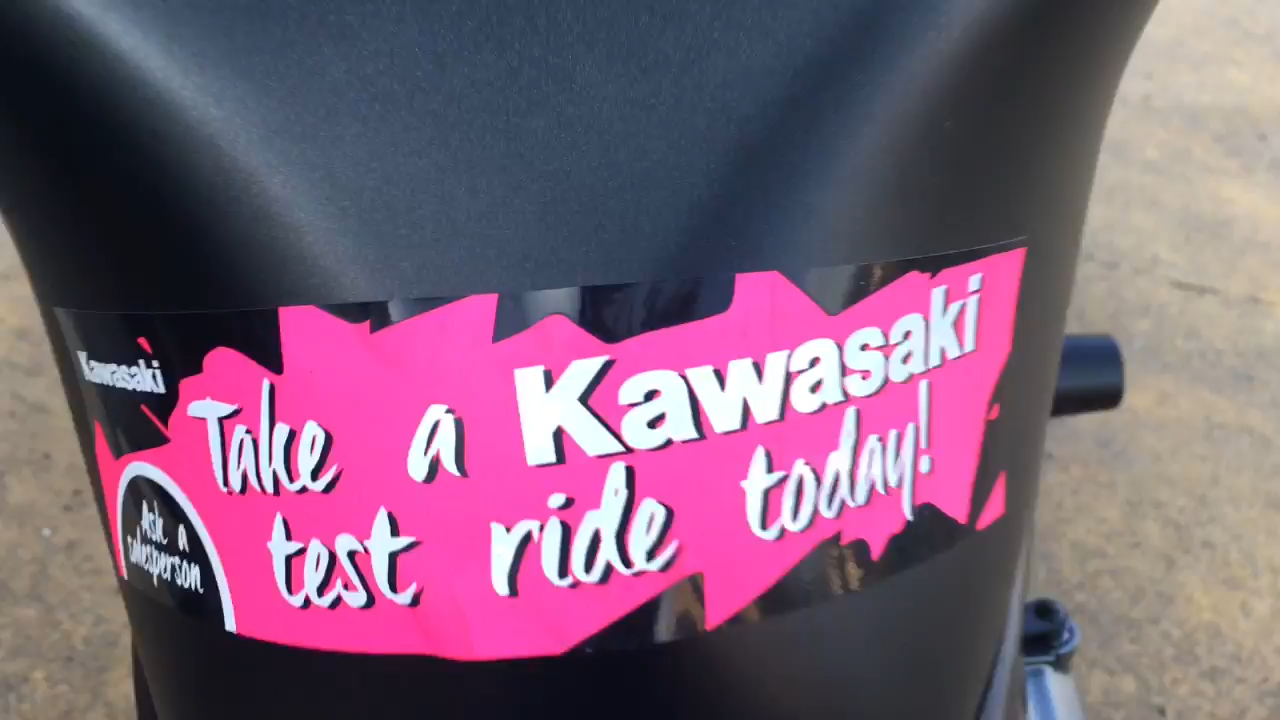 Kawasaki
Take a Kawasaki
test ride today!
Ask a
salesperson